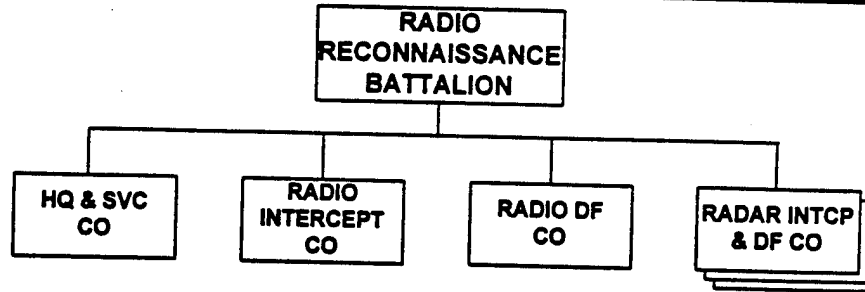 RADIO
RECONNAISSANCE
BATTALION
HQ & SVC
CO
RADIO
INTERCEPT
CO
RADIO DF
CO
RADAR INTCP
& DF CO